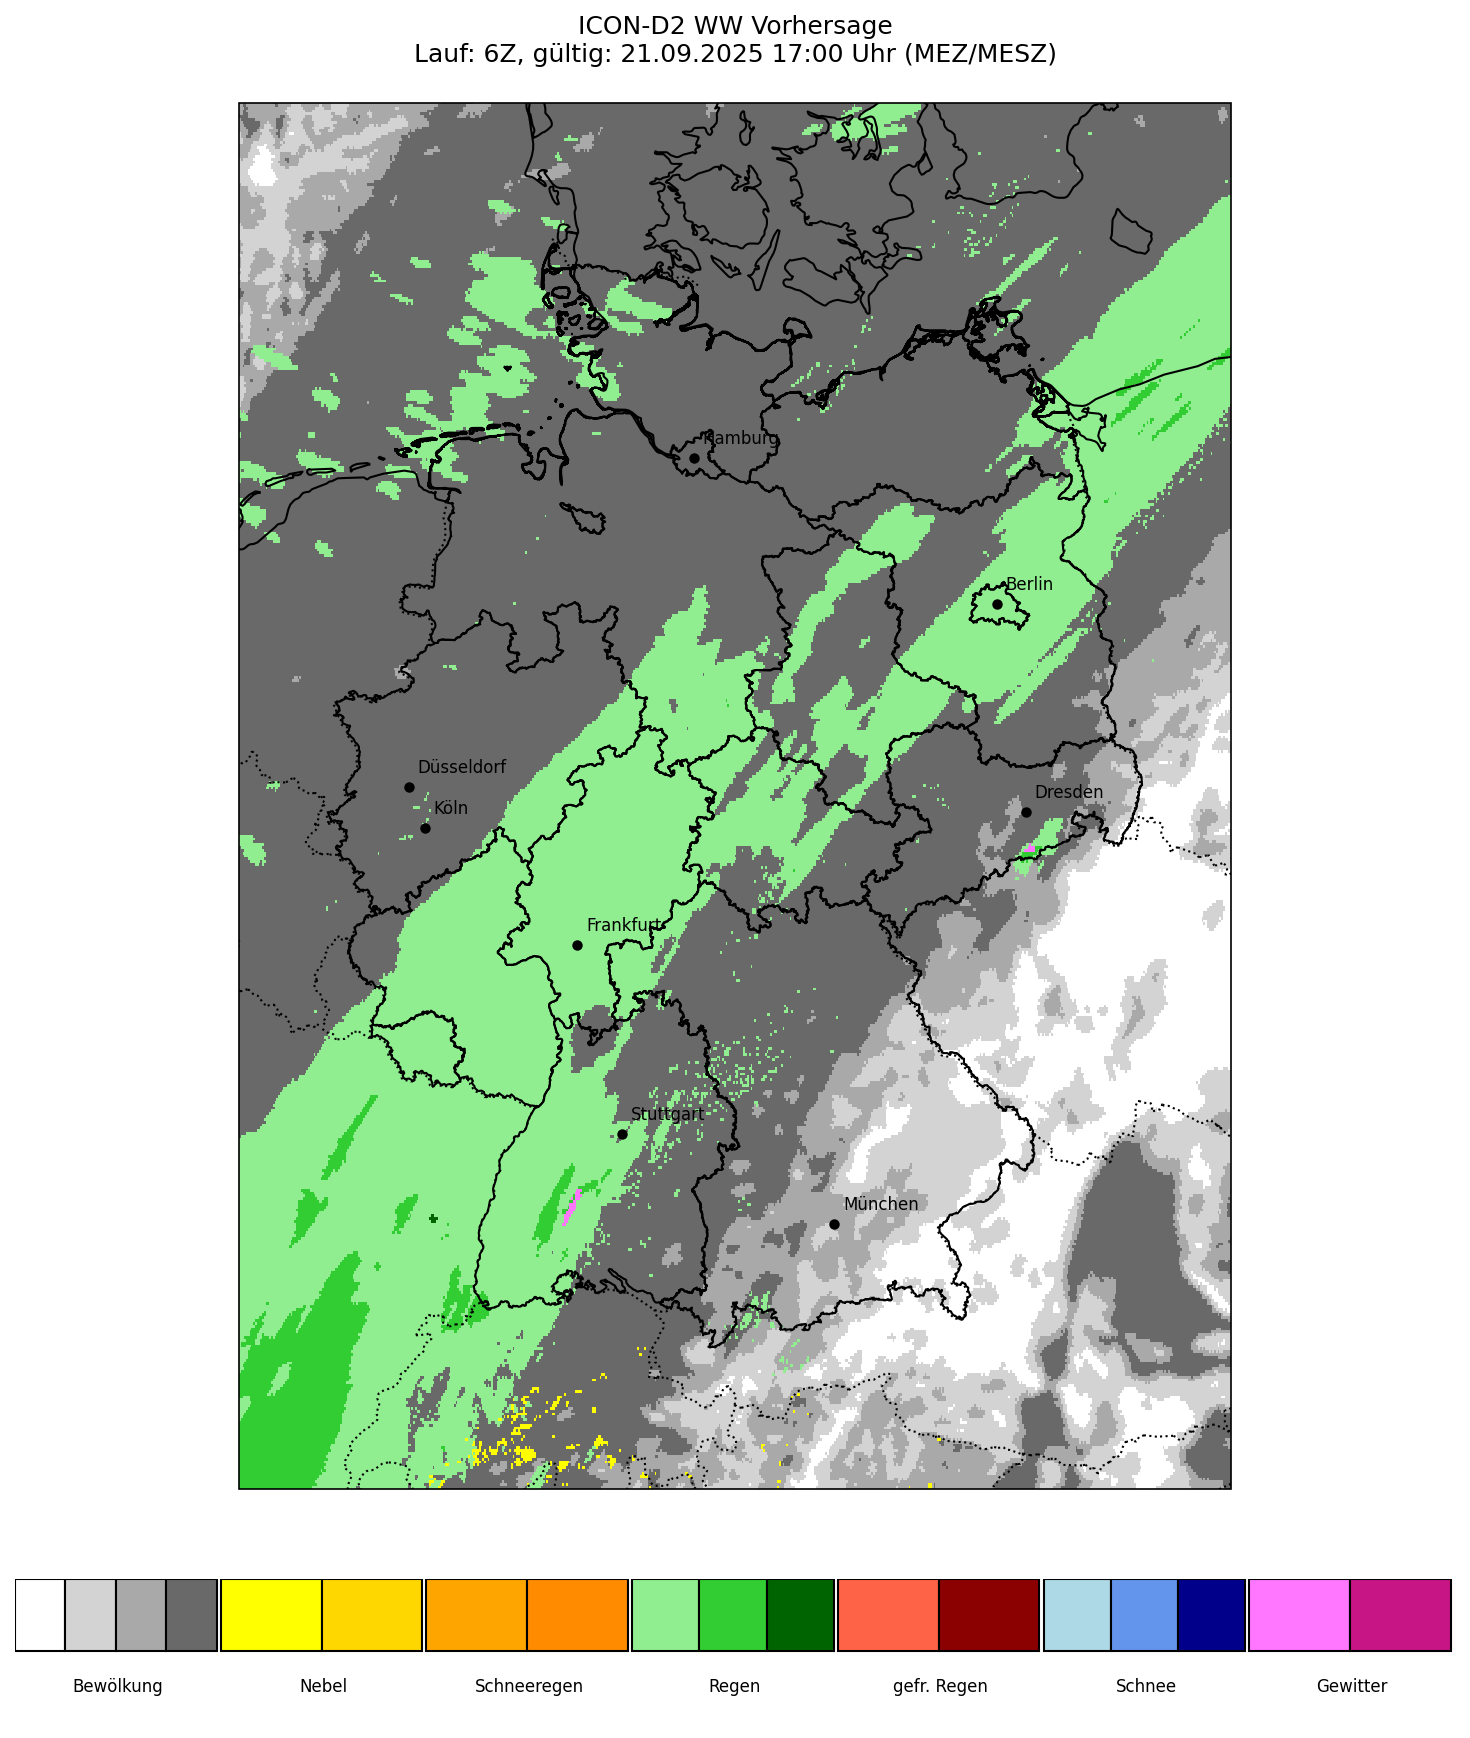 ICON-D2 WW Vorhersage
Lauf: 6Z, gültig: 21.09.2025 17:00 Uhr (MEZ/MESZ)
Hamburg
Berlin
Düsseldorf
Köln
Dresden
Frankfurt
Stuttgart
München
Bewölkung
Nebel
Schneeregen
Regen
gefr. Regen
Schnee
Gewitter